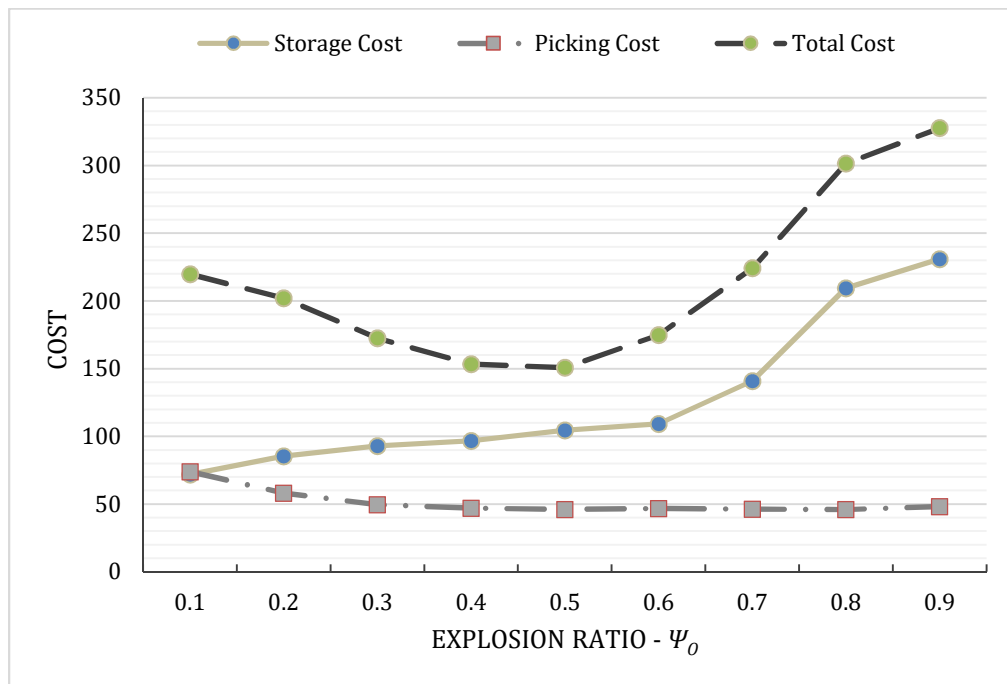 Storage Cost Picking Cost Total Cost
350
300
250
200
150
100
50
0
COST
0.1 0.2 0.3 0.4 0.5 0.6 0.7 0.8 0.9
EXPLOSION RATIO - Ψo